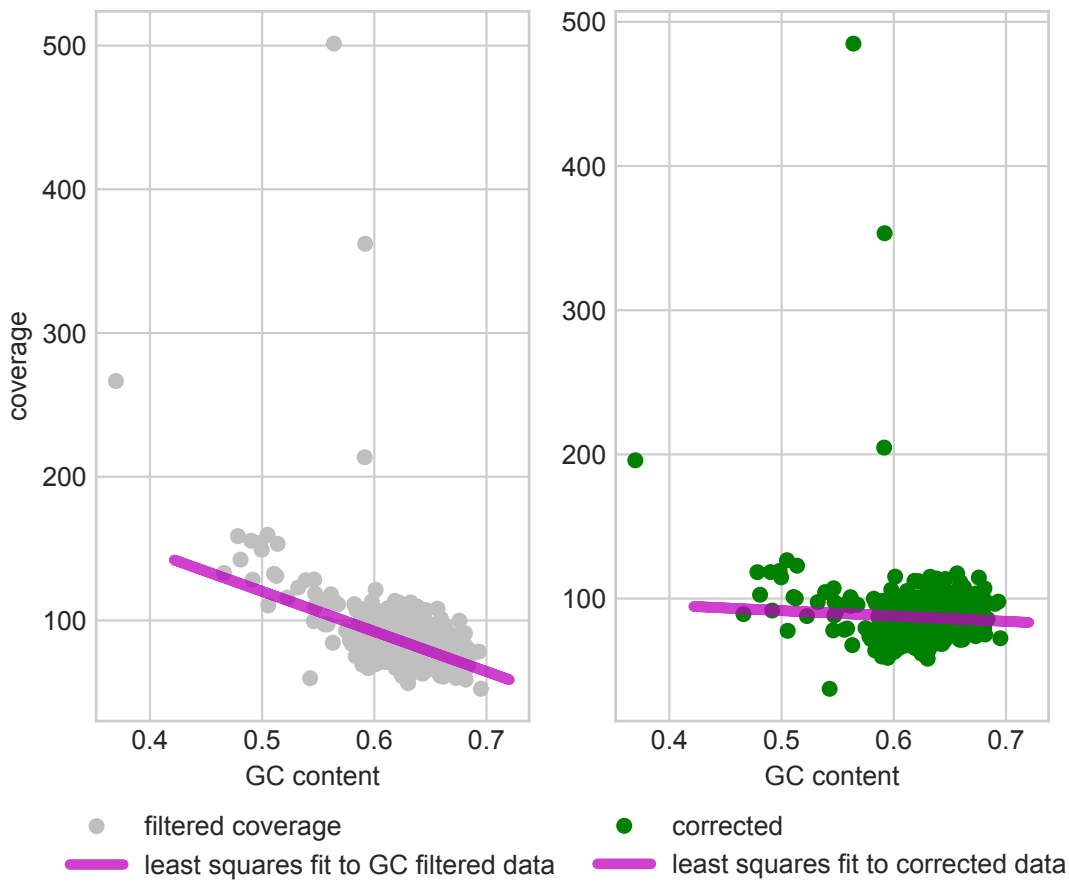 500
400
300
200
100
coverage
0.4 0.5 0.6 0.7
GC content
500
400
300
200
100
0.4 0.5 0.6 0.7
GC content
filtered coverage
least squares fit to GC filtered data
corrected
least squares fit to corrected data